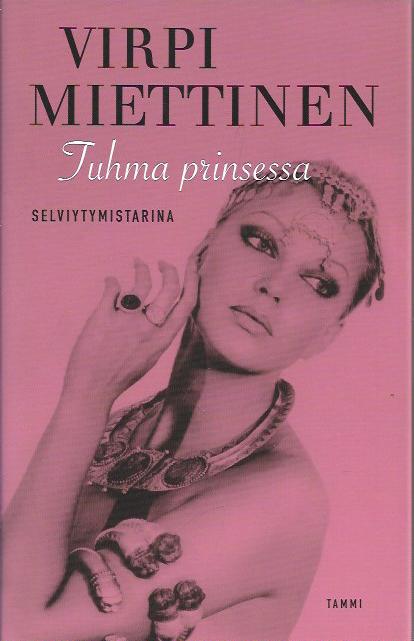 VIRPI
MIETTINEN
Tuhma prinsessa
SELVIYTYMISTARINA
TAMMI